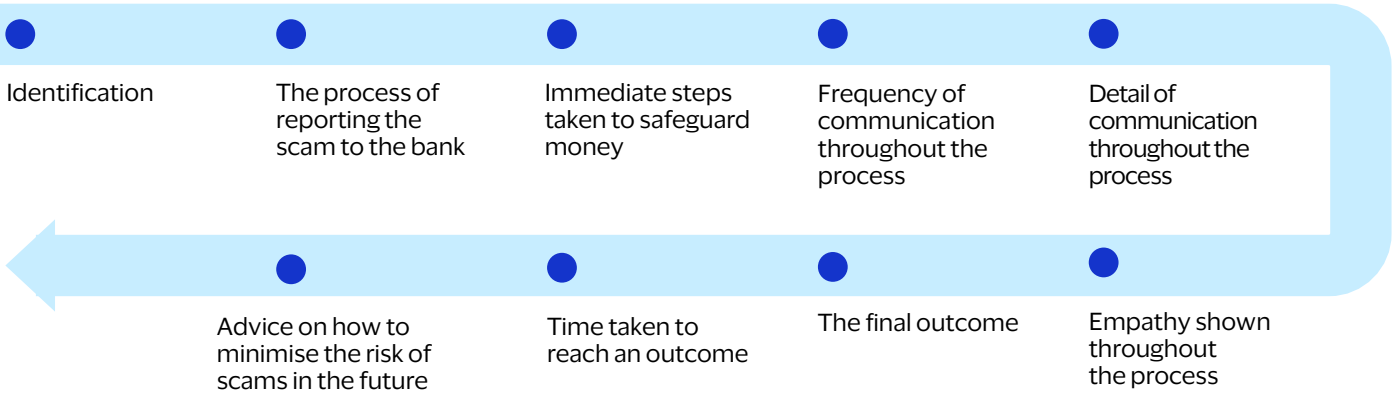 Identification
The process of
reporting the
scam to the bank
Immediate steps
taken to safeguard
money
Frequency of
communication
throughout the
process
Detail of
communication
throughout the
process
Empathy shown
throughout
the process
The final outcome
Time taken to
reach an outcome
Advice on how to
minimise the risk of
scams in the future